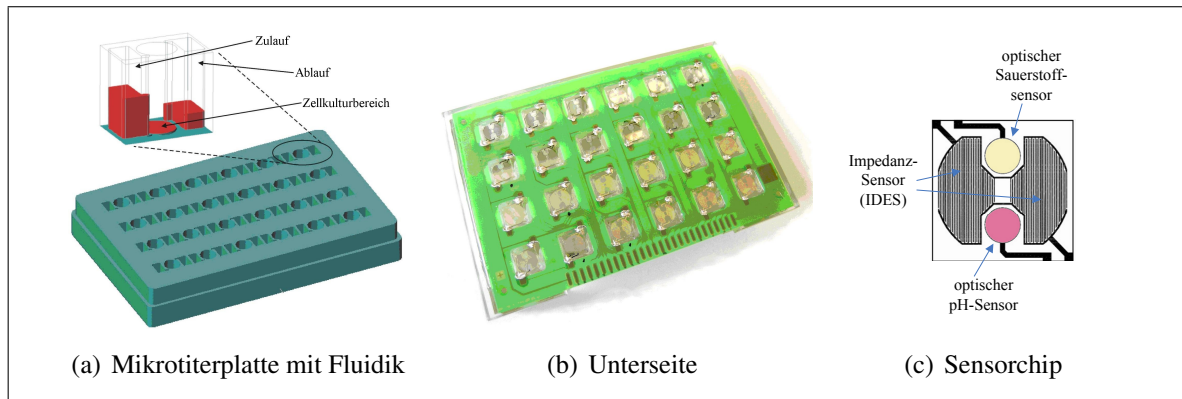 Zulauf
Ablauf
Zellkulturbereich
optischer
Sauerstoff-
sensor
Impedanz-
Sensor
(IDES)
optischer
pH-Sensor
(a) Mikrotiterplatte mit Fluidik
(b) Unterseite
(c) Sensorchip